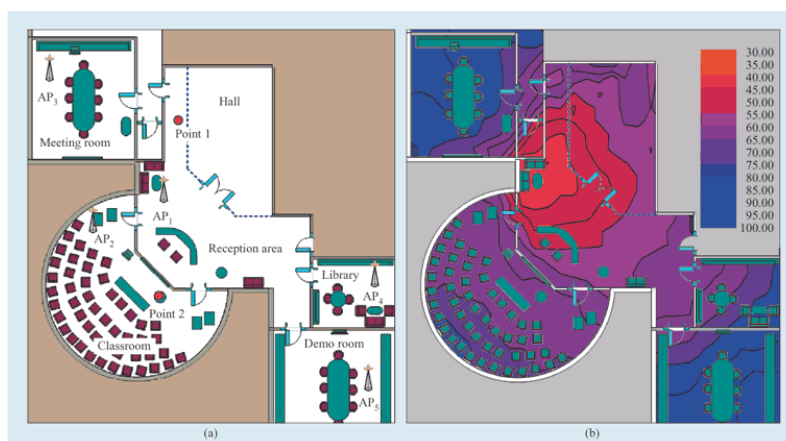 AP3
Meeting room
Hall
Point 1
AP1
AP2
Reception area
Library
AP4
Point 2
Classroom
Demo room
AP5
(a)
30.00
35.00
40.00
45.00
50.00
55.00
60.00
65.00
70.00
75.00
80.00
85.00
90.00
95.00
100.00
(b)